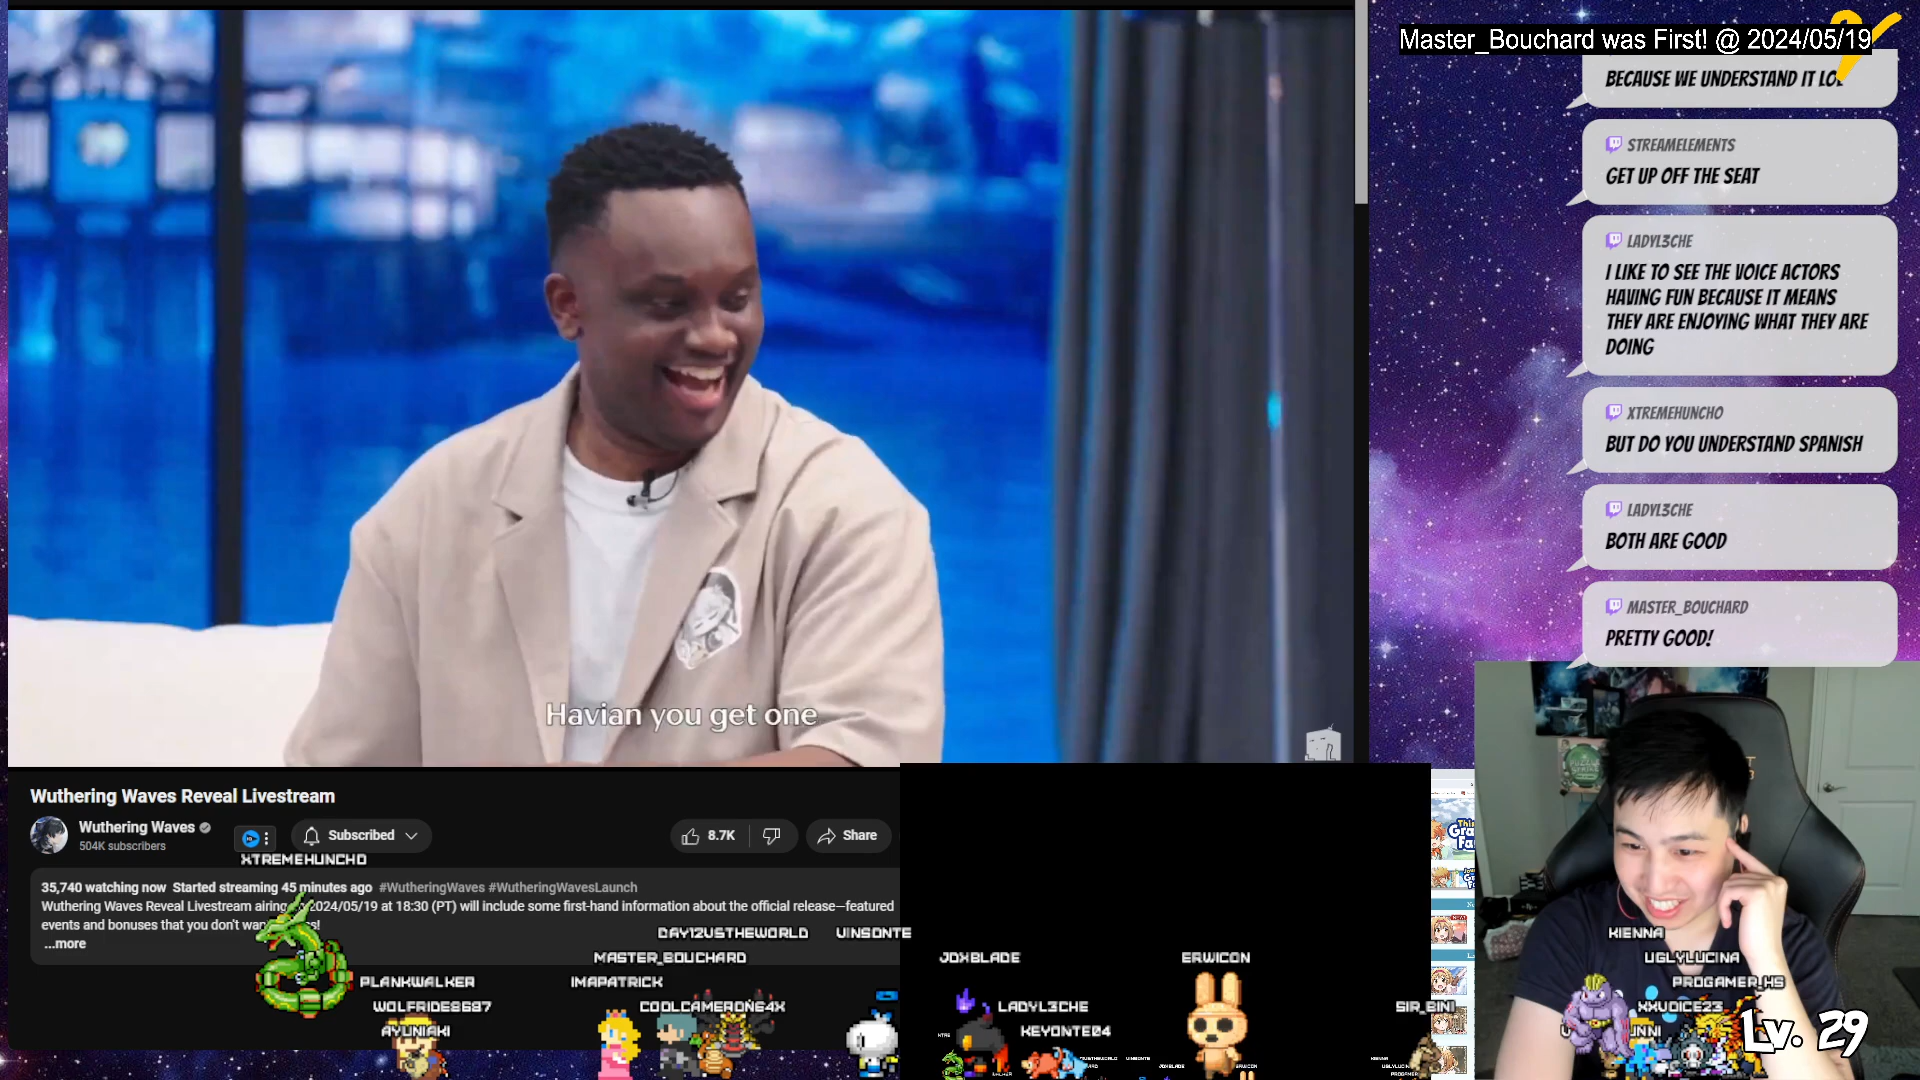 Master_Bouchard was First! @ 2024/05/19
BECAUSE WE UNDERSTAND IT LOL
STREAMELEMENTS
GET UP OFF THE SEAT
LADYL3CHE
I LIKE TO SEE THE VOICE ACTORS
HAVING FUN BECAUSE IT MEANS
THEY ARE ENJOYING WHAT THEY ARE
DOING
XTREMEHUNCHO
BUT DO YOU UNDERSTAND SPANISH
LADYL3CHE
BOTH ARE GOOD
MASTER_BOUCHARD
PRETTY GOOD!
Havian you get one
Wuthering Waves Reveal Livestream
Wuthering Waves
504K subscribers
Subscribed
8.7K
Share
XTREMEHUNCHO
35,740 watching now Started streaming 45 minutes ago #WutheringWaves #WutheringWavesLaunch
Wuthering Waves Reveal Livestream airing 2024/05/19 at 18:30 (PT) will include some first-hand information about the official release—featured
events and bonuses that you don't
...more
DAY12USTHEWORLD
VINSONTE
MASTER_BOUCHARD
JDXBLADE
ERWICON
PLANKWALKER
IMAPATRICK
WOLFRIDE8697
COOLCAMERONE4X
LADYL3CHE
SIR_BINI
AYUNIAKI
KEYONTE04
KIENNA
UGLYLUCINA
PROGAMER_HS
XXVOICE23
Lv. 29